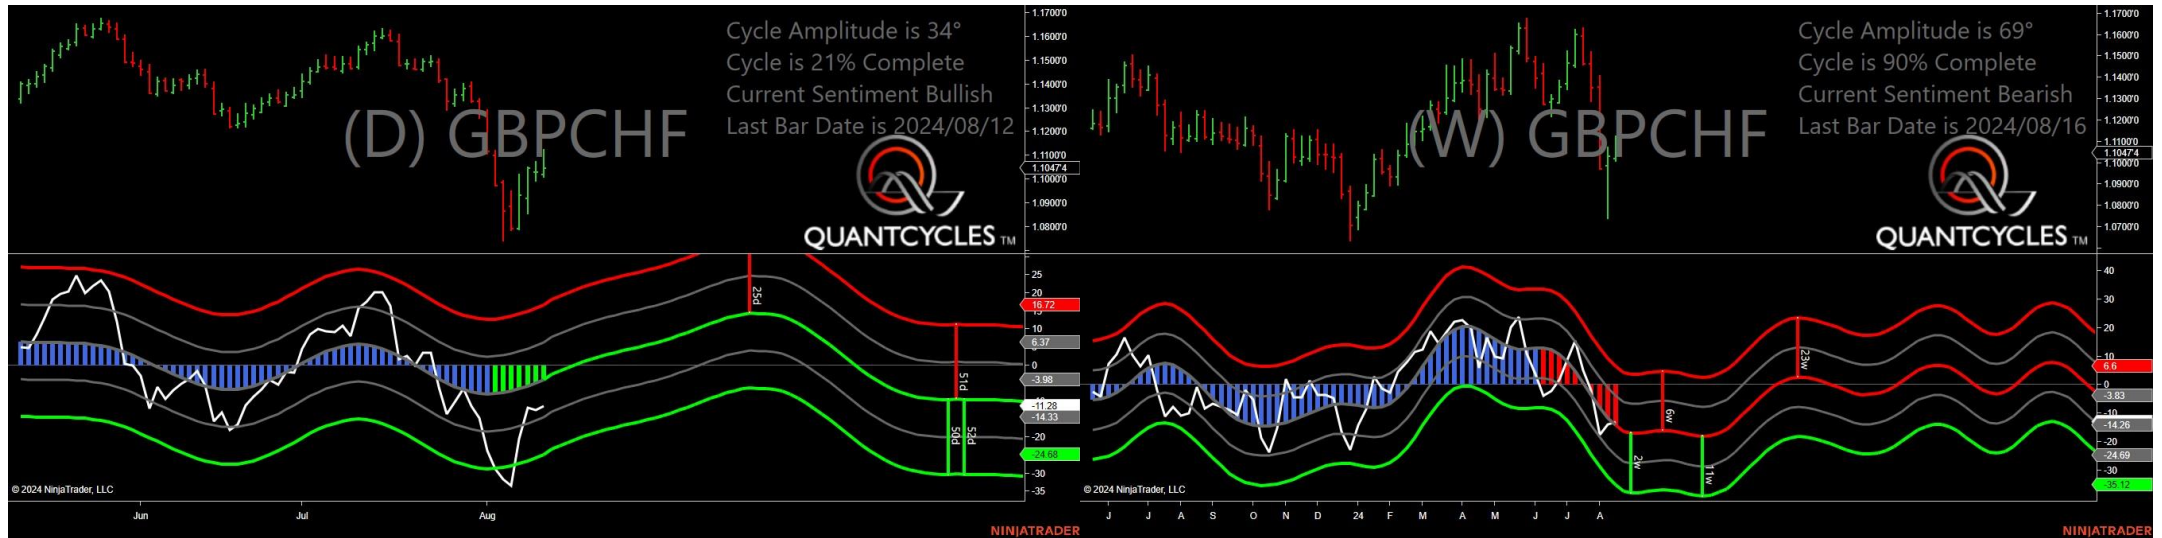 Cycle Amplitude is 34°
Cycle is 21% Complete
Current Sentiment Bullish
Last Bar Date is 2024/08/12
(D) GBPCHF
QUANTCYCLES TM
1.1700'0
1.1600'0
1.1500'0
1.1400'0
1.1300'0
1.1200'0
1.1100'0
1.1047'4
1.1000'0
1.0900'0
1.0800'0
25
20
16.72
10
6.37
0
-3.98
-11.28
-14.33
-20
-24.68
-30
-35
25d
51d
50d
52d
© 2024 NinjaTrader, LLC
Jun
Jul
Aug
NINJATRADER
Cycle Amplitude is 69°
Cycle is 90% Complete
Current Sentiment Bearish
Last Bar Date is 2024/08/16
(W) GBPCHF
QUANTCYCLES TM
1.1700'0
1.1600'0
1.1500'0
1.1400'0
1.1300'0
1.1200'0
1.1100'0
1.1047'4
1.1000'0
1.0900'0
1.0800'0
1.0700'0
40
30
20
10
6.6
0
-3.83
-10
-14.26
-20
-24.69
-30
-35.12
2w
6w
11w
23w
© 2024 NinjaTrader, LLC
J J A S O N D 24 F M A M J J A
NINJATRADER